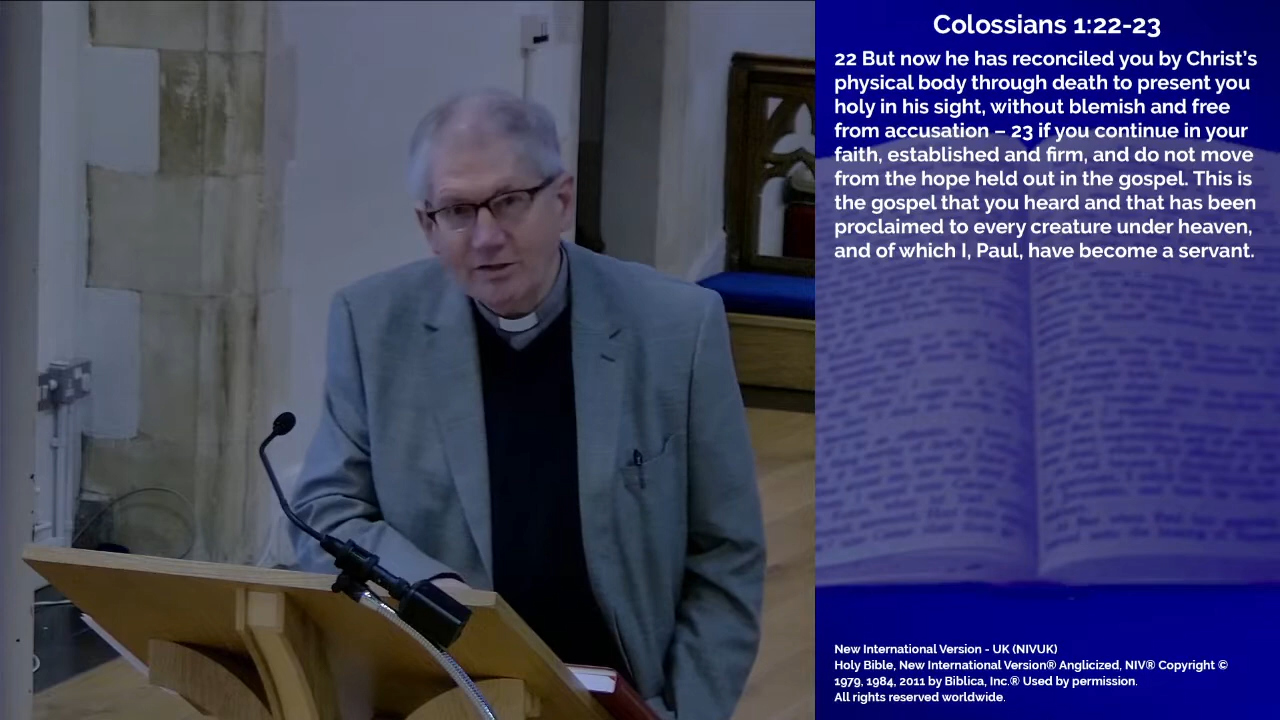 Colossians 1:22-23
22 But now he has reconciled you by Christ’s
physical body through death to present you
holy in his sight, without blemish and free
from accusation – 23 if you continue in your
faith, established and firm, and do not move
from the hope held out in the gospel. This is
the gospel that you heard and that has been
proclaimed to every creature under heaven,
and of which I, Paul, have become a servant.
New International Version - UK (NIVUK)
Holy Bible, New International Version® Anglicized, NIV® Copyright ©
1979, 1984, 2011 by Biblica, Inc.® Used by permission.
All rights reserved worldwide.